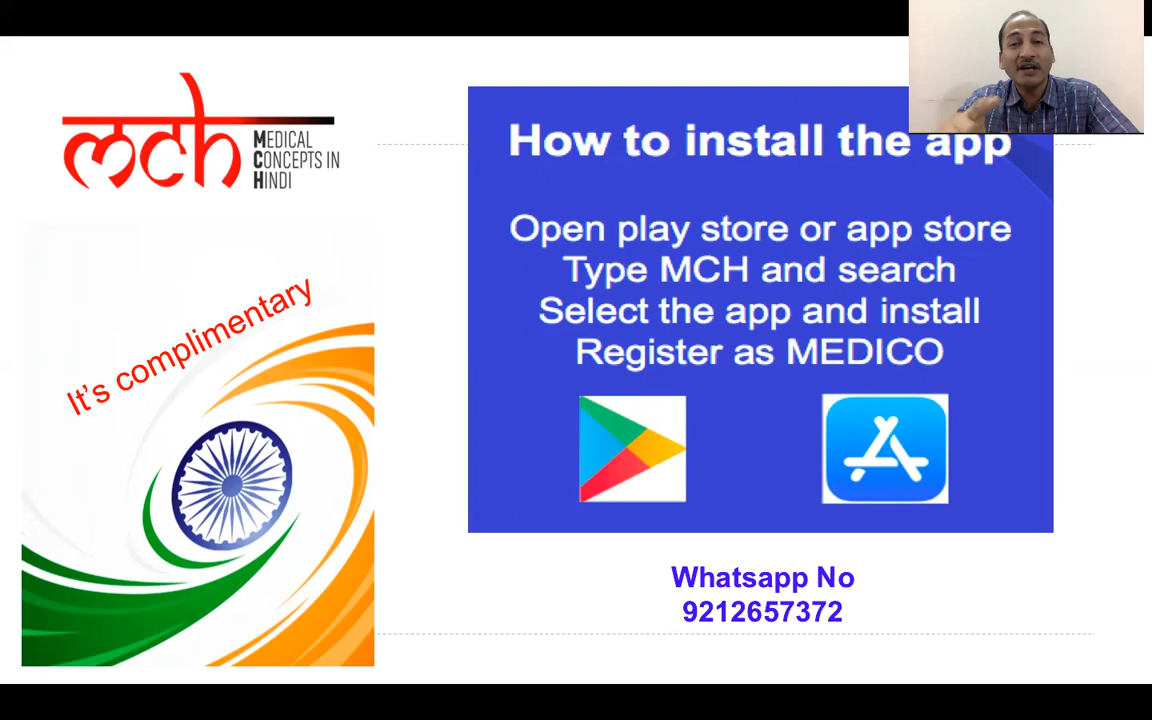 mch
MEDICAL
CONCEPTS IN
HINDI
It's complimentary
How to install the app
Open play store or app store
Type MCH and search
Select the app and install
Register as MEDICO
Whatsapp No
9212657372